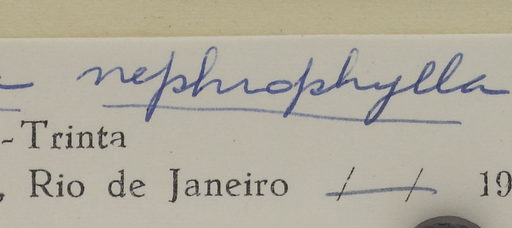 nephrophylla
-Trinta
, Rio de Janeiro / / 19